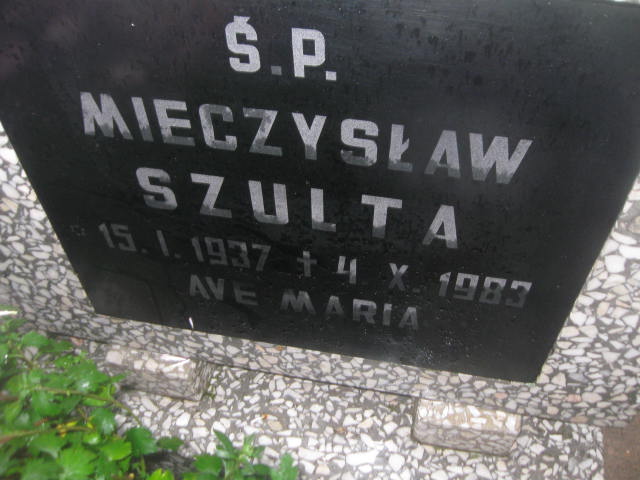 Ś.P.
MIECZYSŁAW
SZULTA
* 15. I. 1937 + 4 X. 1983
AVE MARIA